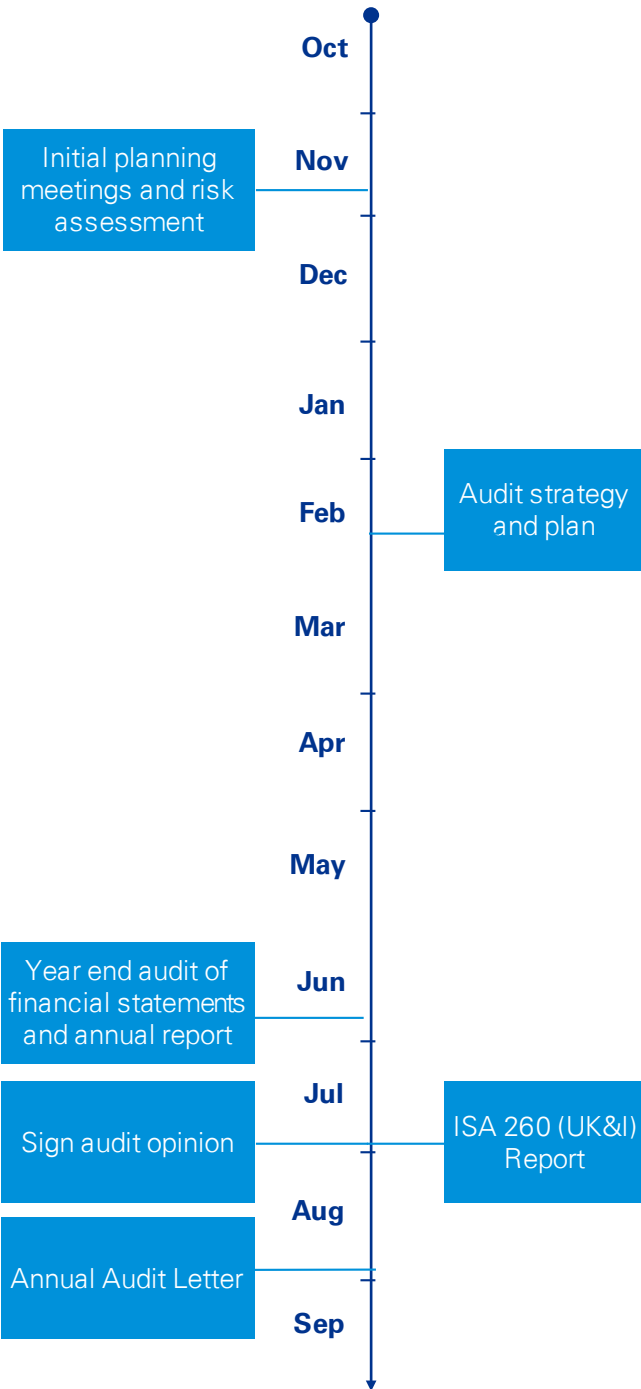 Oct
Initial planning
meetings and risk
assessment
Nov
Dec
Jan
Feb
Audit strategy
and plan
Mar
Apr
May
Year end audit of
financial statements
and annual report
Jun
Jul
Sign audit opinion
ISA 260 (UK&I)
Report
Aug
Annual Audit Letter
Sep